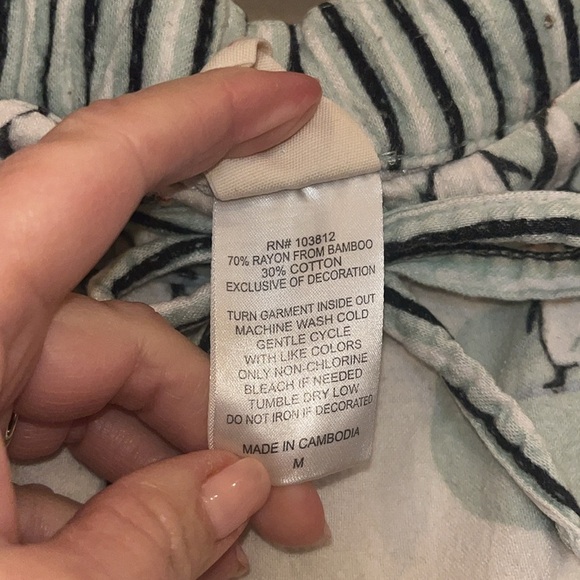 RN# 103812
70% RAYON FROM BAMBOO
30% COTTON
EXCLUSIVE OF DECORATION
TURN GARMENT INSIDE OUT
MACHINE WASH COLD
GENTLE CYCLE
WITH LIKE COLORS
ONLY NON-CHLORINE
BLEACH IF NEEDED
TUMBLE DRY LOW
DO NOT IRON IF DECORATED
MADE IN CAMBODIA
M